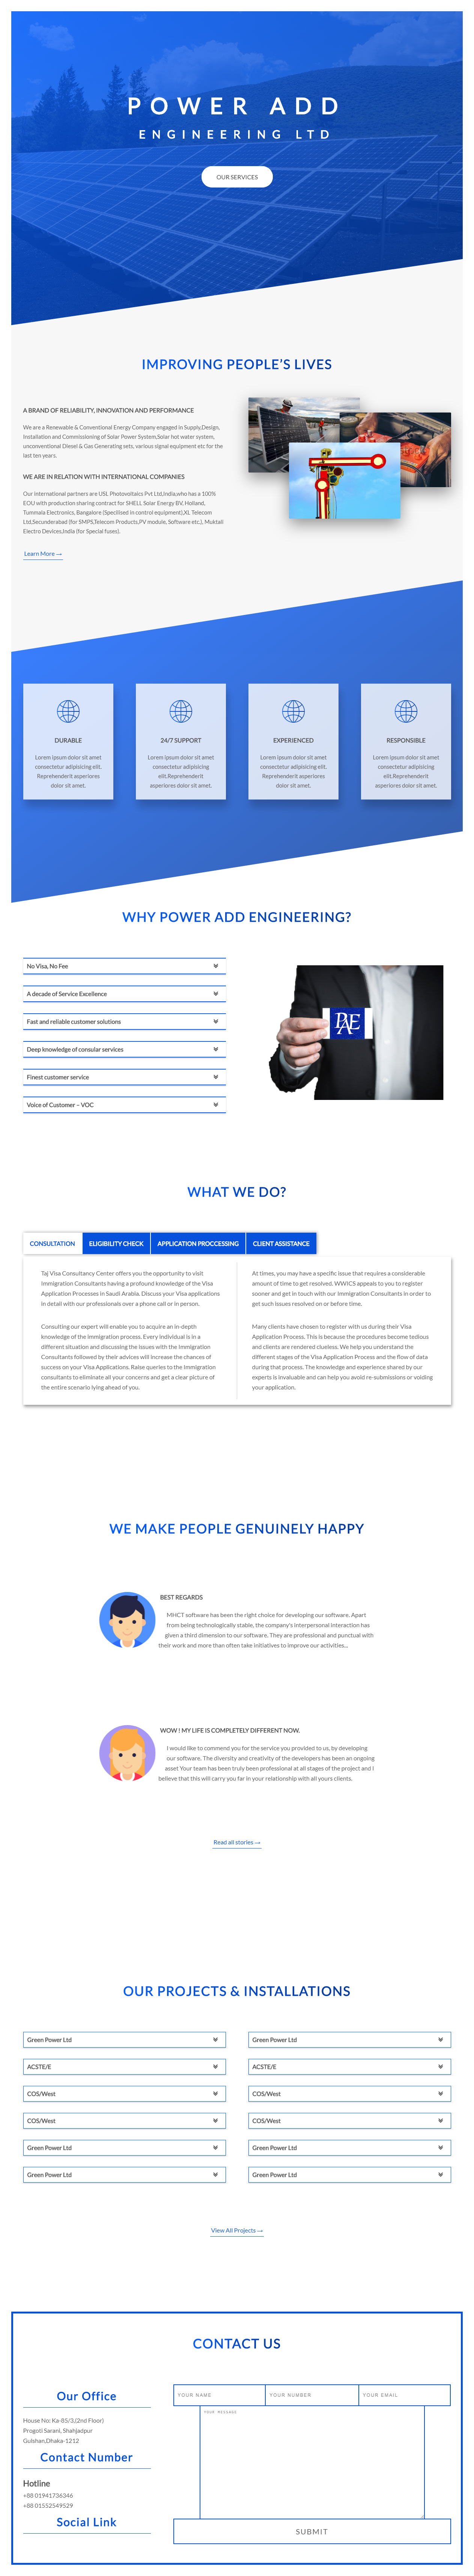 POWER ADD
ENGINEERING LTD
OUR SERVICES
IMPROVING PEOPLE'S LIVES
A BRAND OF RELIABILITY, INNOVATION AND PERFORMANCE
We are a Renewable & Conventional Energy Company engaged in Supply,Design,
Installation and Commissioning of Solar Power System,Solar hot water system,
unconventional Diesel & Gas Generating sets, various signal equipment etc for the
last ten years.
WE ARE IN RELATION WITH INTERNATIONAL COMPANIES
Our International partners are USL Photovoltaics Pvt Ltd,India,who has a 100%
ECU with production sharing contract for SHELL Solar Energy BV, Holland,
Tummala Electronics, Bangalore (Specilised in control equipment),XL Telecom
Ltd,Secunderabad (for SMPS,Telecom Products,PV module, Software etc.), Muktail
Electro Devices,India (for Special fuses).
Learn More →
DURABLE
Lorem ipsum dolor sit amet
consectetur adipisicing elit.
Reprehenderit asperiores
dolor sit amet.
24/7 SUPPORT
Lorem ipsum dolor sit amet
consectetur adipisicing
elit.Reprehenderit
asperiores dolor sit amet.
EXPERIENCED
Lorem ipsum dolor sit amet
consectetur adipisicing elit.
Reprehenderit asperiores
dolor sit amet.
RESPONSIBLE
Lorem ipsum dolor sit amet
consectetur adipisicing
elit.Reprehenderit
asperiores dolor sit amet.
WHY POWER ADD ENGINEERING?
No Visa, No Fee
A decade of Service Excellence
Fast and reliable customer solutions
Deep knowledge of consular services
Finest customer service
Voice of Customer – VOC
PAE
WHAT WE DO?
CONSULTATION
ELIGIBILITY CHECK
APPLICATION PROCCESSING
CLIENT ASSISTANCE
Taj Visa Consultancy Center offers you the opportunity to visit
Immigration Consultants having a profound knowledge of the Visa
Application Processes in Saudi Arabia. Discuss your Visa applications
in detail with our professionals over a phone call or in person.
Consulting our expert will enable you to acquire an in-depth
knowledge of the immigration process. Every individual is in a
different situation and discussing the issues with the Immigration
Consultants followed by their advices will increase the chances of
success on your Visa Applications. Raise queries to the Immigration
consultants to eliminate all your concerns and get a clear picture of
the entire scenario lying ahead of you.
At times, you may have a specific issue that requires a considerable
amount of time to get resolved. WWICS appeals to you to register
sooner and get in touch with our Immigration Consultants in order to
get such issues resolved on or before time.
Many clients have chosen to register with us during their Visa
Application Process. This is because the procedures become tedious
and clients are rendered clueless. We help you understand the
different stages of the Visa Application Process and the flow of data
during that process. The knowledge and experience shared by our
experts is invaluable and can help you avoid re-submissions or voiding
your application.
WE MAKE PEOPLE GENUINELY HAPPY
BEST REGARDS
MHCT software has been the right choice for developing our software. Apart
from being technologically stable, the company's interpersonal interaction has
given a third dimension to our software, They are professional and punctual with
their work and more than often take initiatives to improve our activities...
WOW ! MY LIFE IS COMPLETELY DIFFERENT NOW.
I would like to commend you for the service you provided to us, by developing
our software. The diversity and creativity of the developers has been an ongoing
asset Your team has been truly been professional at all stages of the project and I
believe that this will carry you far in your relationship with all yours clients.
Read all stories →
OUR PROJECTS & INSTALLATIONS
Green Power Ltd
Green Power Ltd
ACSTE/E
ACSTE/E
COS/West
COS/West
COS/West
COS/West
Green Power Ltd
Green Power Ltd
Green Power Ltd
Green Power Ltd
View All Projects →
CONTACT US
Our Office
House No: Ka-85/3,(2nd Floor)
Progoti Sarani, Shahjadpur
Gulshan,Dhaka-1212
Contact Number
Hotline
+88 01941736346
+88 01552549529
Social Link
YOUR NAME
YOUR NUMBER
YOUR EMAIL
YOUR MESSAGE
SUBMIT